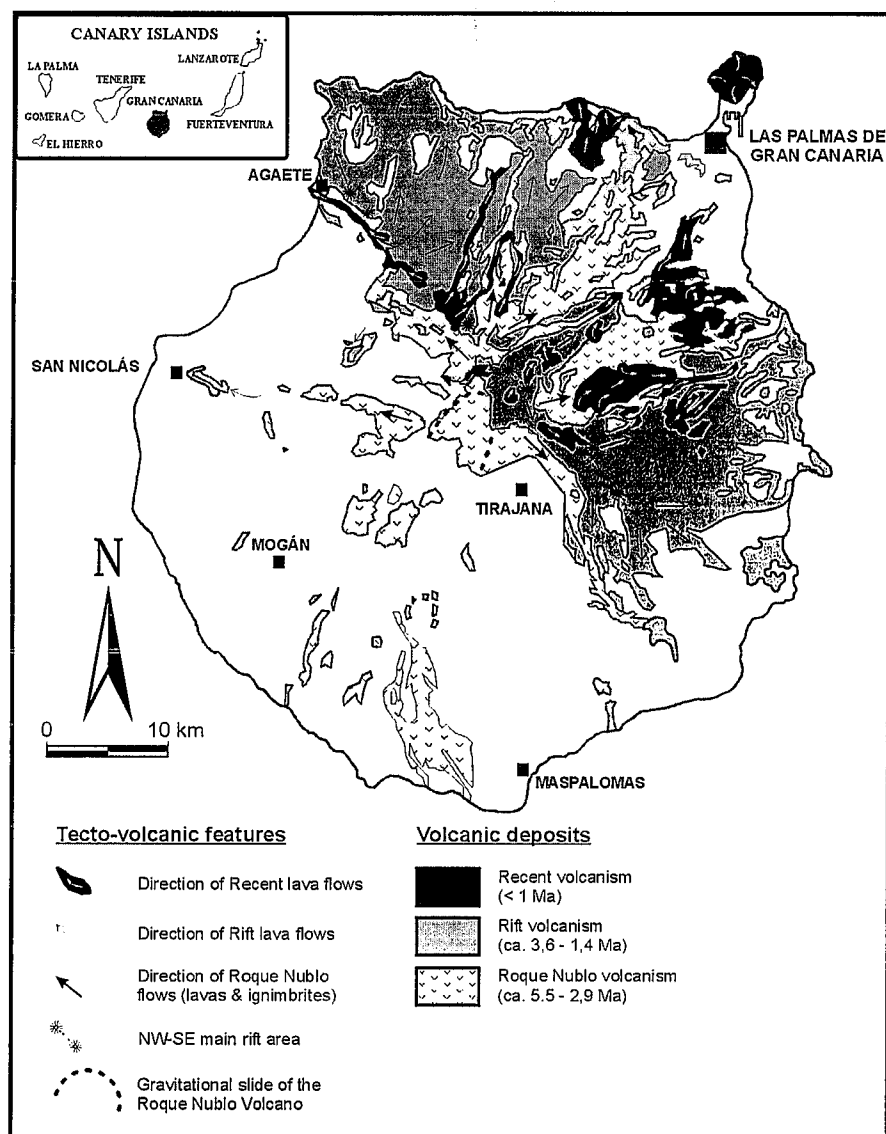 CANARY ISLANDS
LANZAROTE
LA PALMA
TENERIFE
GRAN CANARIA
GOMERA
FUERTEVENTURA
EL HIERRO
LAS PALMAS DE
GRAN CANARIA
AGAETE
SAN NICOLÁS
TIRAJANA
MOGÁN
N
0 10 km
MASPALOMAS
Tecto-volcanic features
Direction of Recent lava flows
Direction of Rift lava flows
Direction of Roque Nublo
flows (lavas & ignimbrites)
NW-SE main rift area
Gravitational slide of the
Roque Nublo Volcano
Volcanic deposits
Recent volcanism
(< 1 Ma)
Rift volcanism
(ca. 3,6 - 1,4 Ma)
Roque Nublo volcanism
(ca. 5.5 - 2,9 Ma)